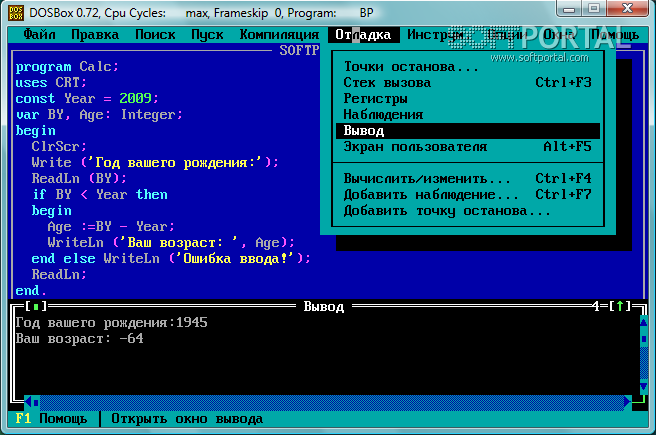 DOSBox 0.72, Cpu Cycles: max, Frameskip 0, Program: BP
Файл Правка Поиск Пуск Компиляция Отладка Инструм Опции Окно Помощь
SOFTPORTAL
www.softportal.com
SOFTP
program Calc;
uses CRT;
const Year = 2009;
var BY, Age: Integer;
begin
ClrScr;
Write ('Год вашего рождения:');
ReadLn (BY);
if BY < Year then
begin
Age :=BY - Year;
WriteLn ('Ваш возраст: ', Age);
end else WriteLn ('Ошибка ввода!');
ReadLn;
end.
Точки останова...
Стек вызова Ctrl+F3
Регистры
Наблюдения
Вывод
Экран пользователя Alt+F5
Вычислить/изменить... Ctrl+F4
Добавить наблюдение... Ctrl+F7
Добавить точку останова...
[■] Вывод 4=[↑]
Год вашего рождения:1945
Ваш возраст: -64
F1 Помощь | Открыть окно вывода